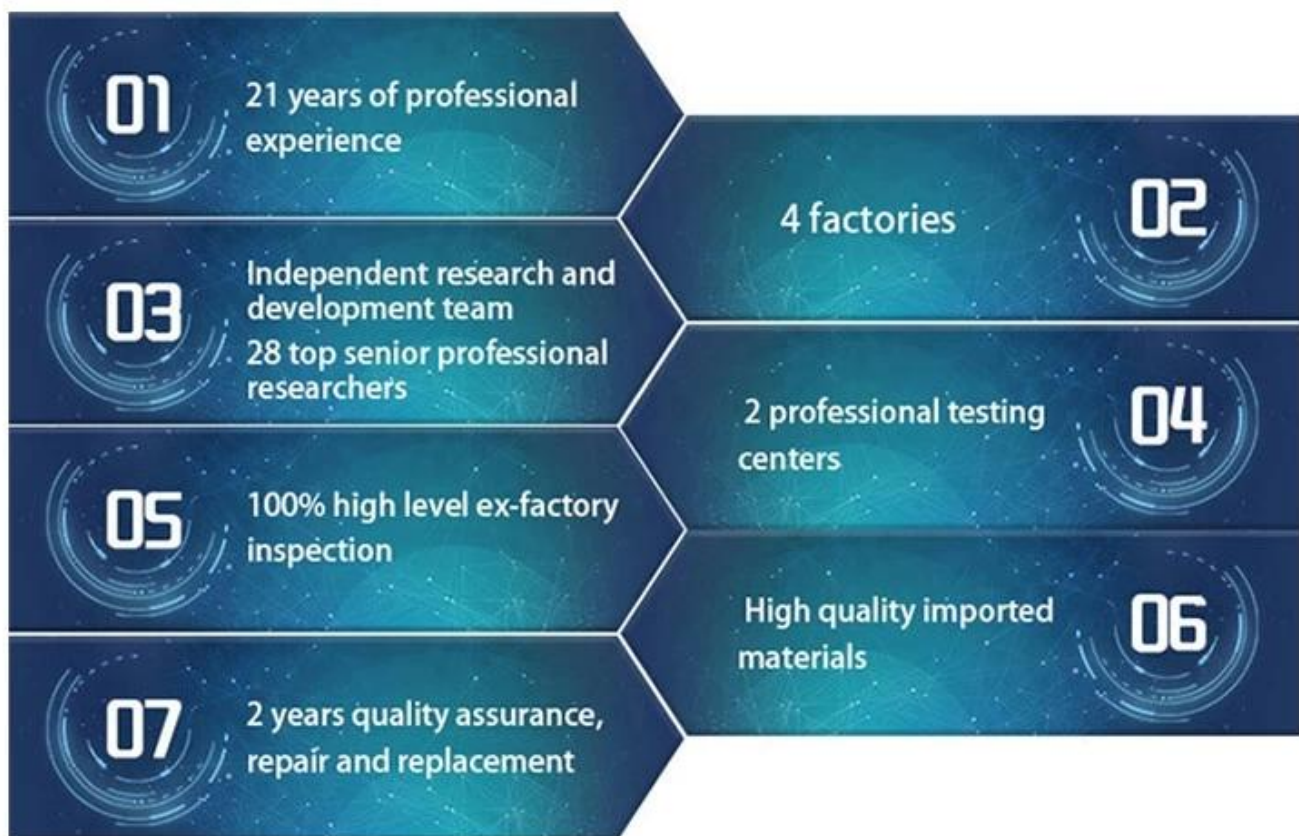 01
21 years of professional
experience
02
4 factories
03
Independent research and
development team
28 top senior professional
researchers
04
2 professional testing
centers
05
100% high level ex-factory
inspection
06
High quality imported
materials
07
2 years quality assurance,
repair and replacement